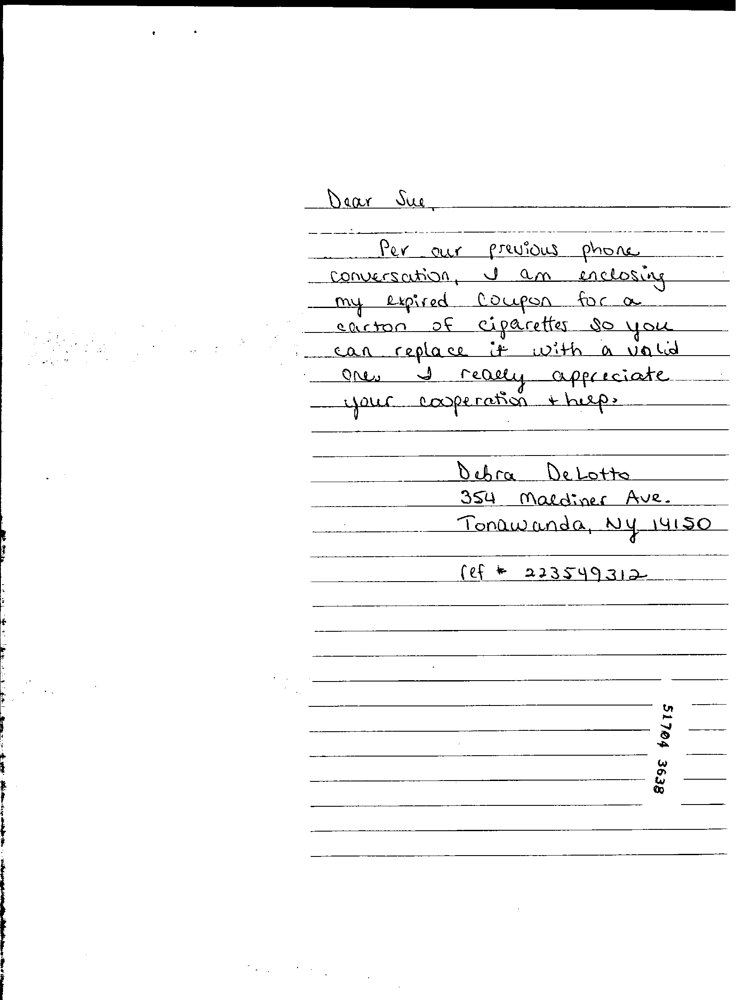 Dear Sue,
Per our previous phone
conversation, I am enclosing
my expired coupon for a
carton of cigarettes so you
can replace it with a valid
one. I really appreciate
your cooperation + help.
Debra DeLotto
354 Ave.
Tonawanda, NY 14150
ref # 223549312
51704 3638